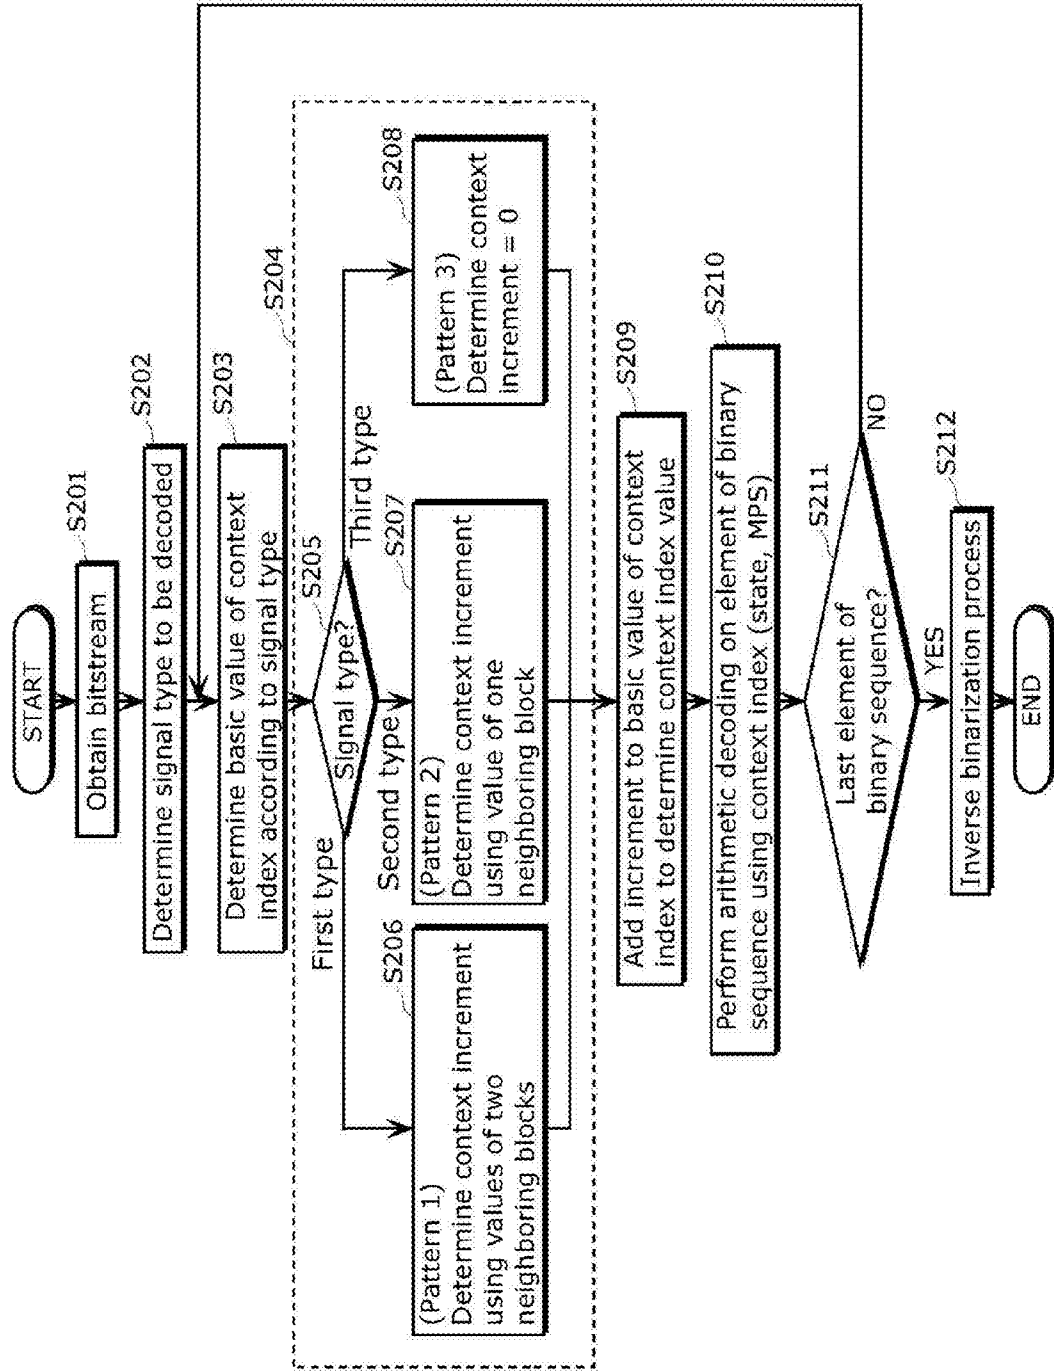 START
S201
Obtain bitstream
S202
Determine signal type to be decoded
S203
Determine basic value of context
index according to signal type
S204
S205
Signal type?
First type
Second type
Third type
S206
(Pattern 1)
Determine context increment
using values of two
neighboring blocks
S207
(Pattern 2)
Determine context increment
using value of one
neighboring block
S208
(Pattern 3)
Determine context
increment = 0
S209
Add increment to basic value of context
index to determine context index value
S210
Perform arithmetic decoding on element of binary
sequence using context index (state, MPS)
S211
Last element of
binary sequence?
NO
YES
S212
Inverse binarization process
END